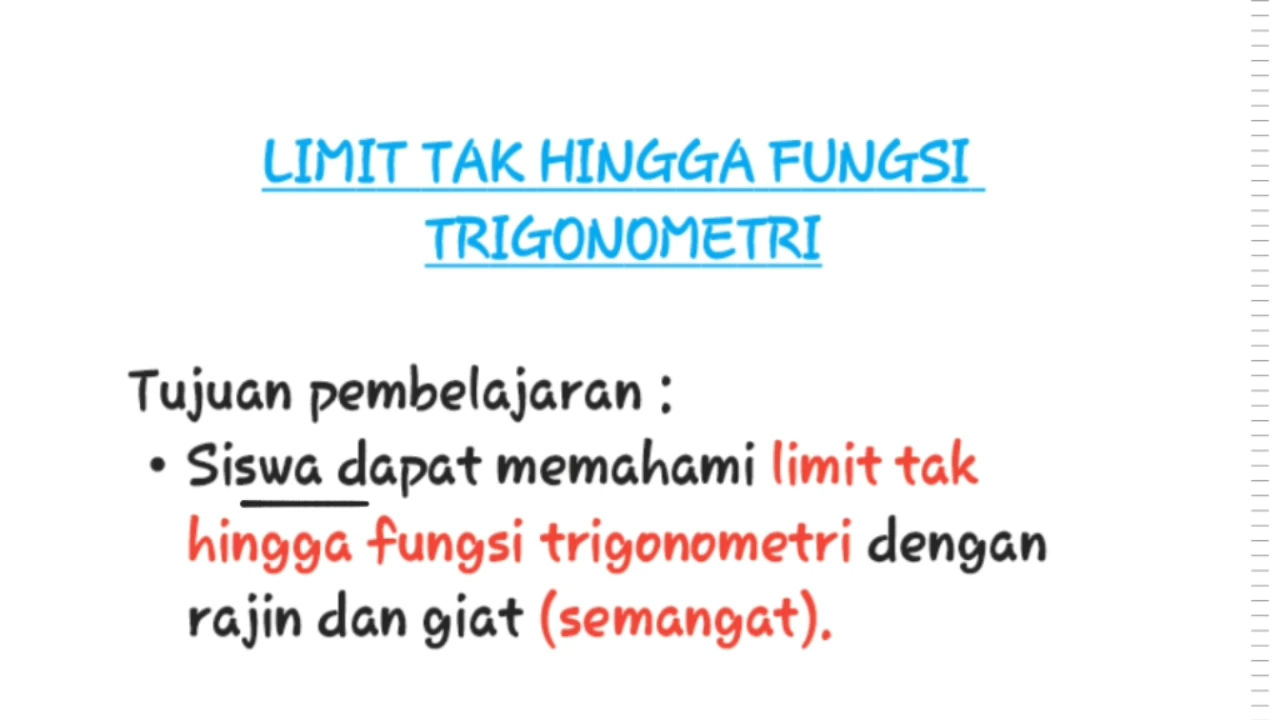 LIMIT TAK HINGGA FUNGSI
TRIGONOMETRI
Tujuan pembelajaran :
• Siswa dapat memahami limit tak
hingga fungsi trigonometri dengan
rajin dan giat (semangat).